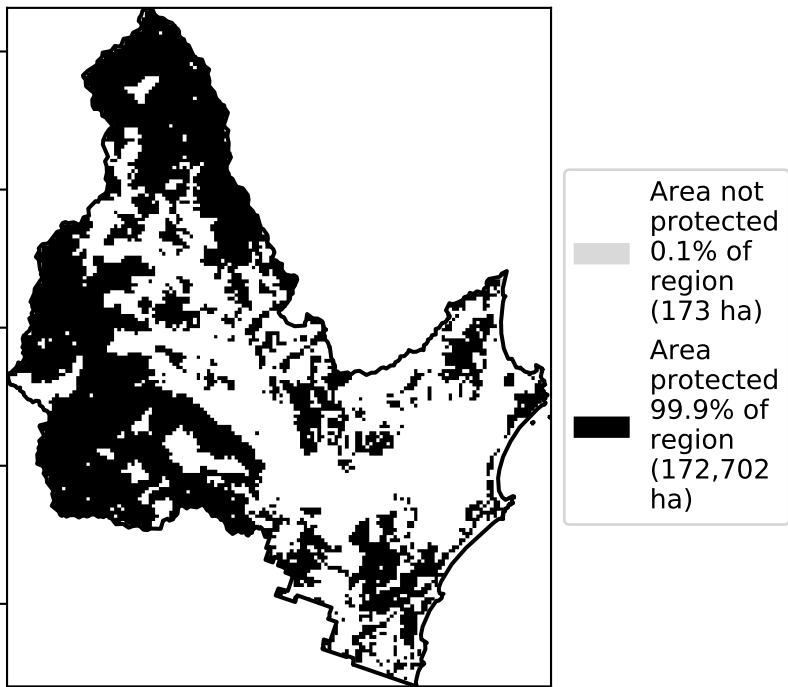 Area not
protected
0.1% of
region
(173 ha)
Area
protected
99.9% of
region
(172,702
ha)